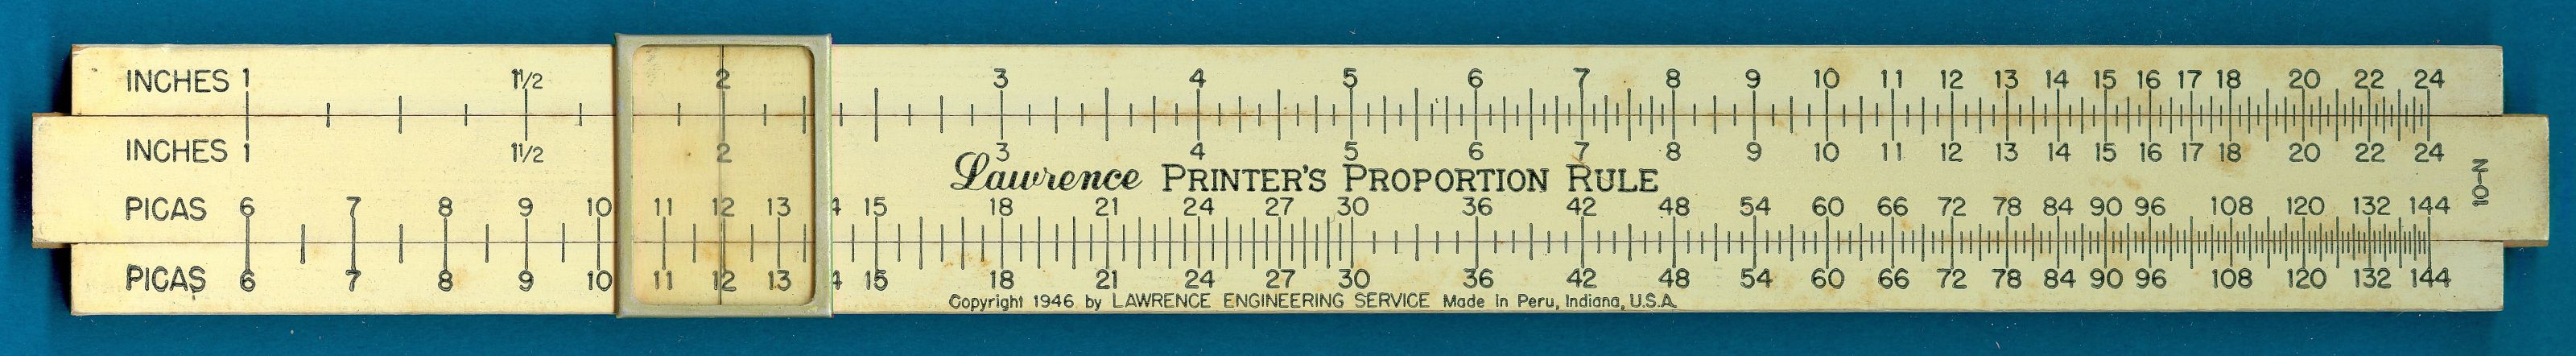 INCHES 1 1 1/2 2 3 4 5 6 7 8 9 10 11 12 13 14 15 16 17 18 20 22 24
INCHES 1 1 1/2 2 3 4 5 6 7 8 9 10 11 12 13 14 15 16 17 18 20 22 24
Lawrence PRINTER'S PROPORTION RULE
10-N
PICAS 6 7 8 9 10 11 12 13 14 15 18 21 24 27 30 36 42 48 54 60 66 72 78 84 90 96 108 120 132 144
PICAS 6 7 8 9 10 11 12 13 14 15 18 21 24 27 30 36 42 48 54 60 66 72 78 84 90 96 108 120 132 144
Copyright 1946 by LAWRENCE ENGINEERING SERVICE Made in Peru, Indiana, U.S.A.